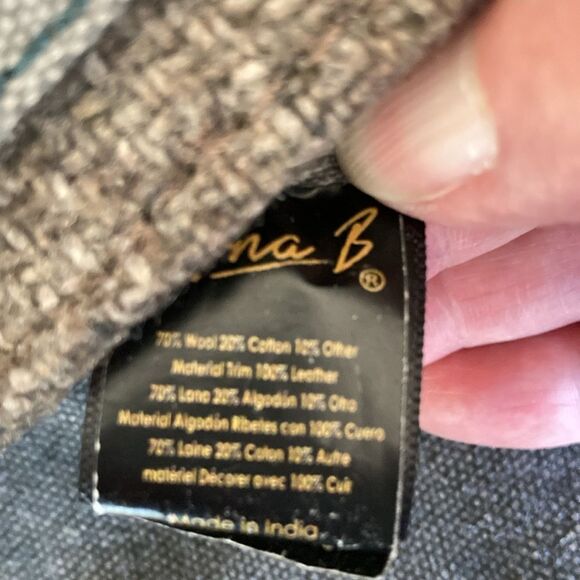 na B
®
70% Wool 20% Cotton 10% Other
Material Trim 100% Leather
70% Lana 20% Algodón 10% Otro
Material Algodón Ribetes con 100% Cuero
70% Laine 20% Coton 10% Autre
matériel Décorer avec 100% Cuir
Made in India